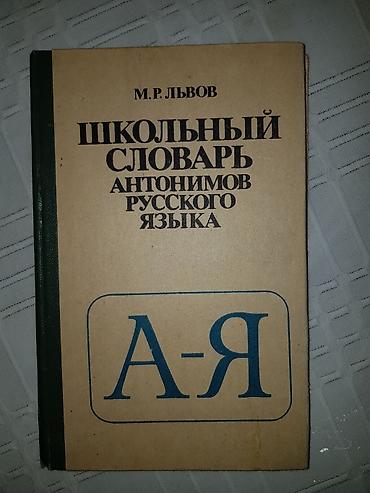 М.Р.ЛЬВОВ
ШКОЛЬНЫЙ
СЛОВАРЬ
АНТОНИМОВ
РУССКОГО
ЯЗЫКА
А-Я